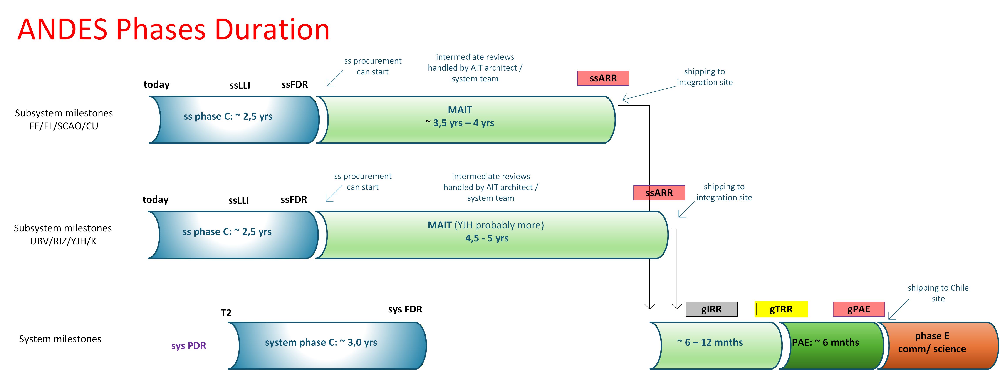 ANDES Phases Duration
ss procurement
can start
intermediate reviews
handled by AIT architect /
system team
ssARR
shipping to
integration site
today
ssLLI
ssFDR
Subsystem milestones
FE/FL/SCAO/CU
ss phase C: ~ 2,5 yrs
MAIT
~ 3,5 yrs – 4 yrs
ss procurement
can start
intermediate reviews
handled by AIT architect /
system team
ssARR
shipping to
integration site
today
ssLLI
ssFDR
Subsystem milestones
UBV/RIZ/YJH/K
ss phase C: ~ 2,5 yrs
MAIT (YJH probably more)
4,5 - 5 yrs
shipping to Chile
site
T2
sys FDR
gIRR
gTRR
gPAE
System milestones
sys PDR
system phase C: ~ 3,0 yrs
~ 6 – 12 mnths
PAE: ~ 6 mnths
phase E
comm/ science